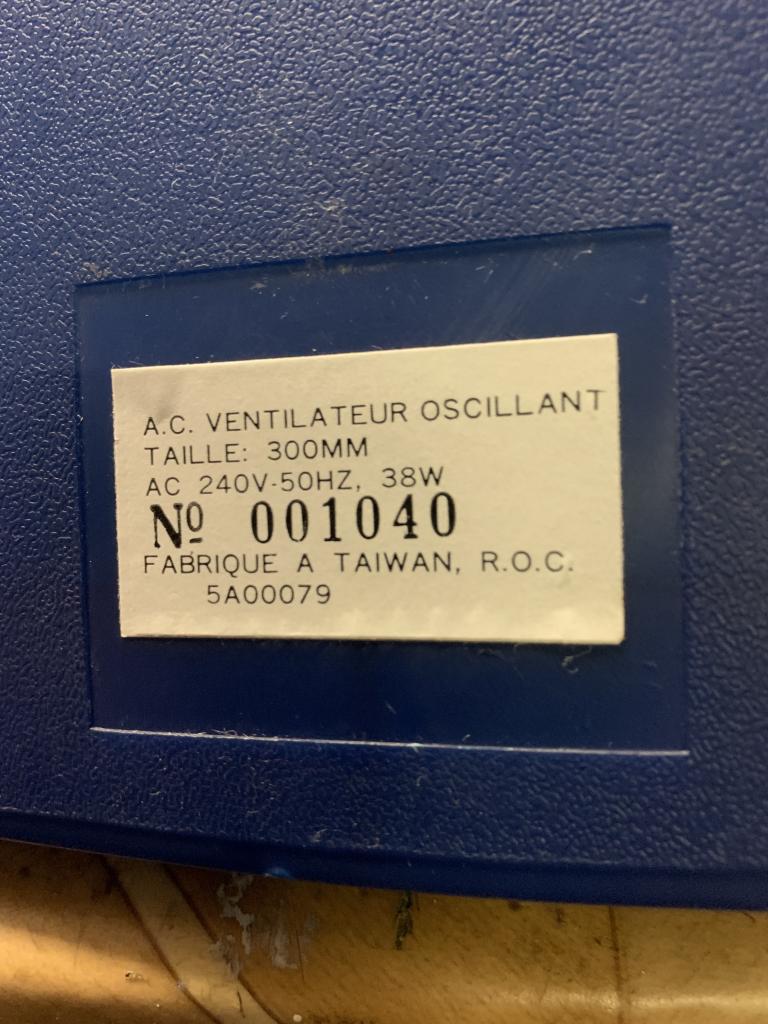 A.C. VENTILATEUR OSCILLANT
TAILLE: 300MM
AC 240V-50HZ, 38W
Nº 001040
FABRIQUE A TAIWAN, R.O.C.
5A00079